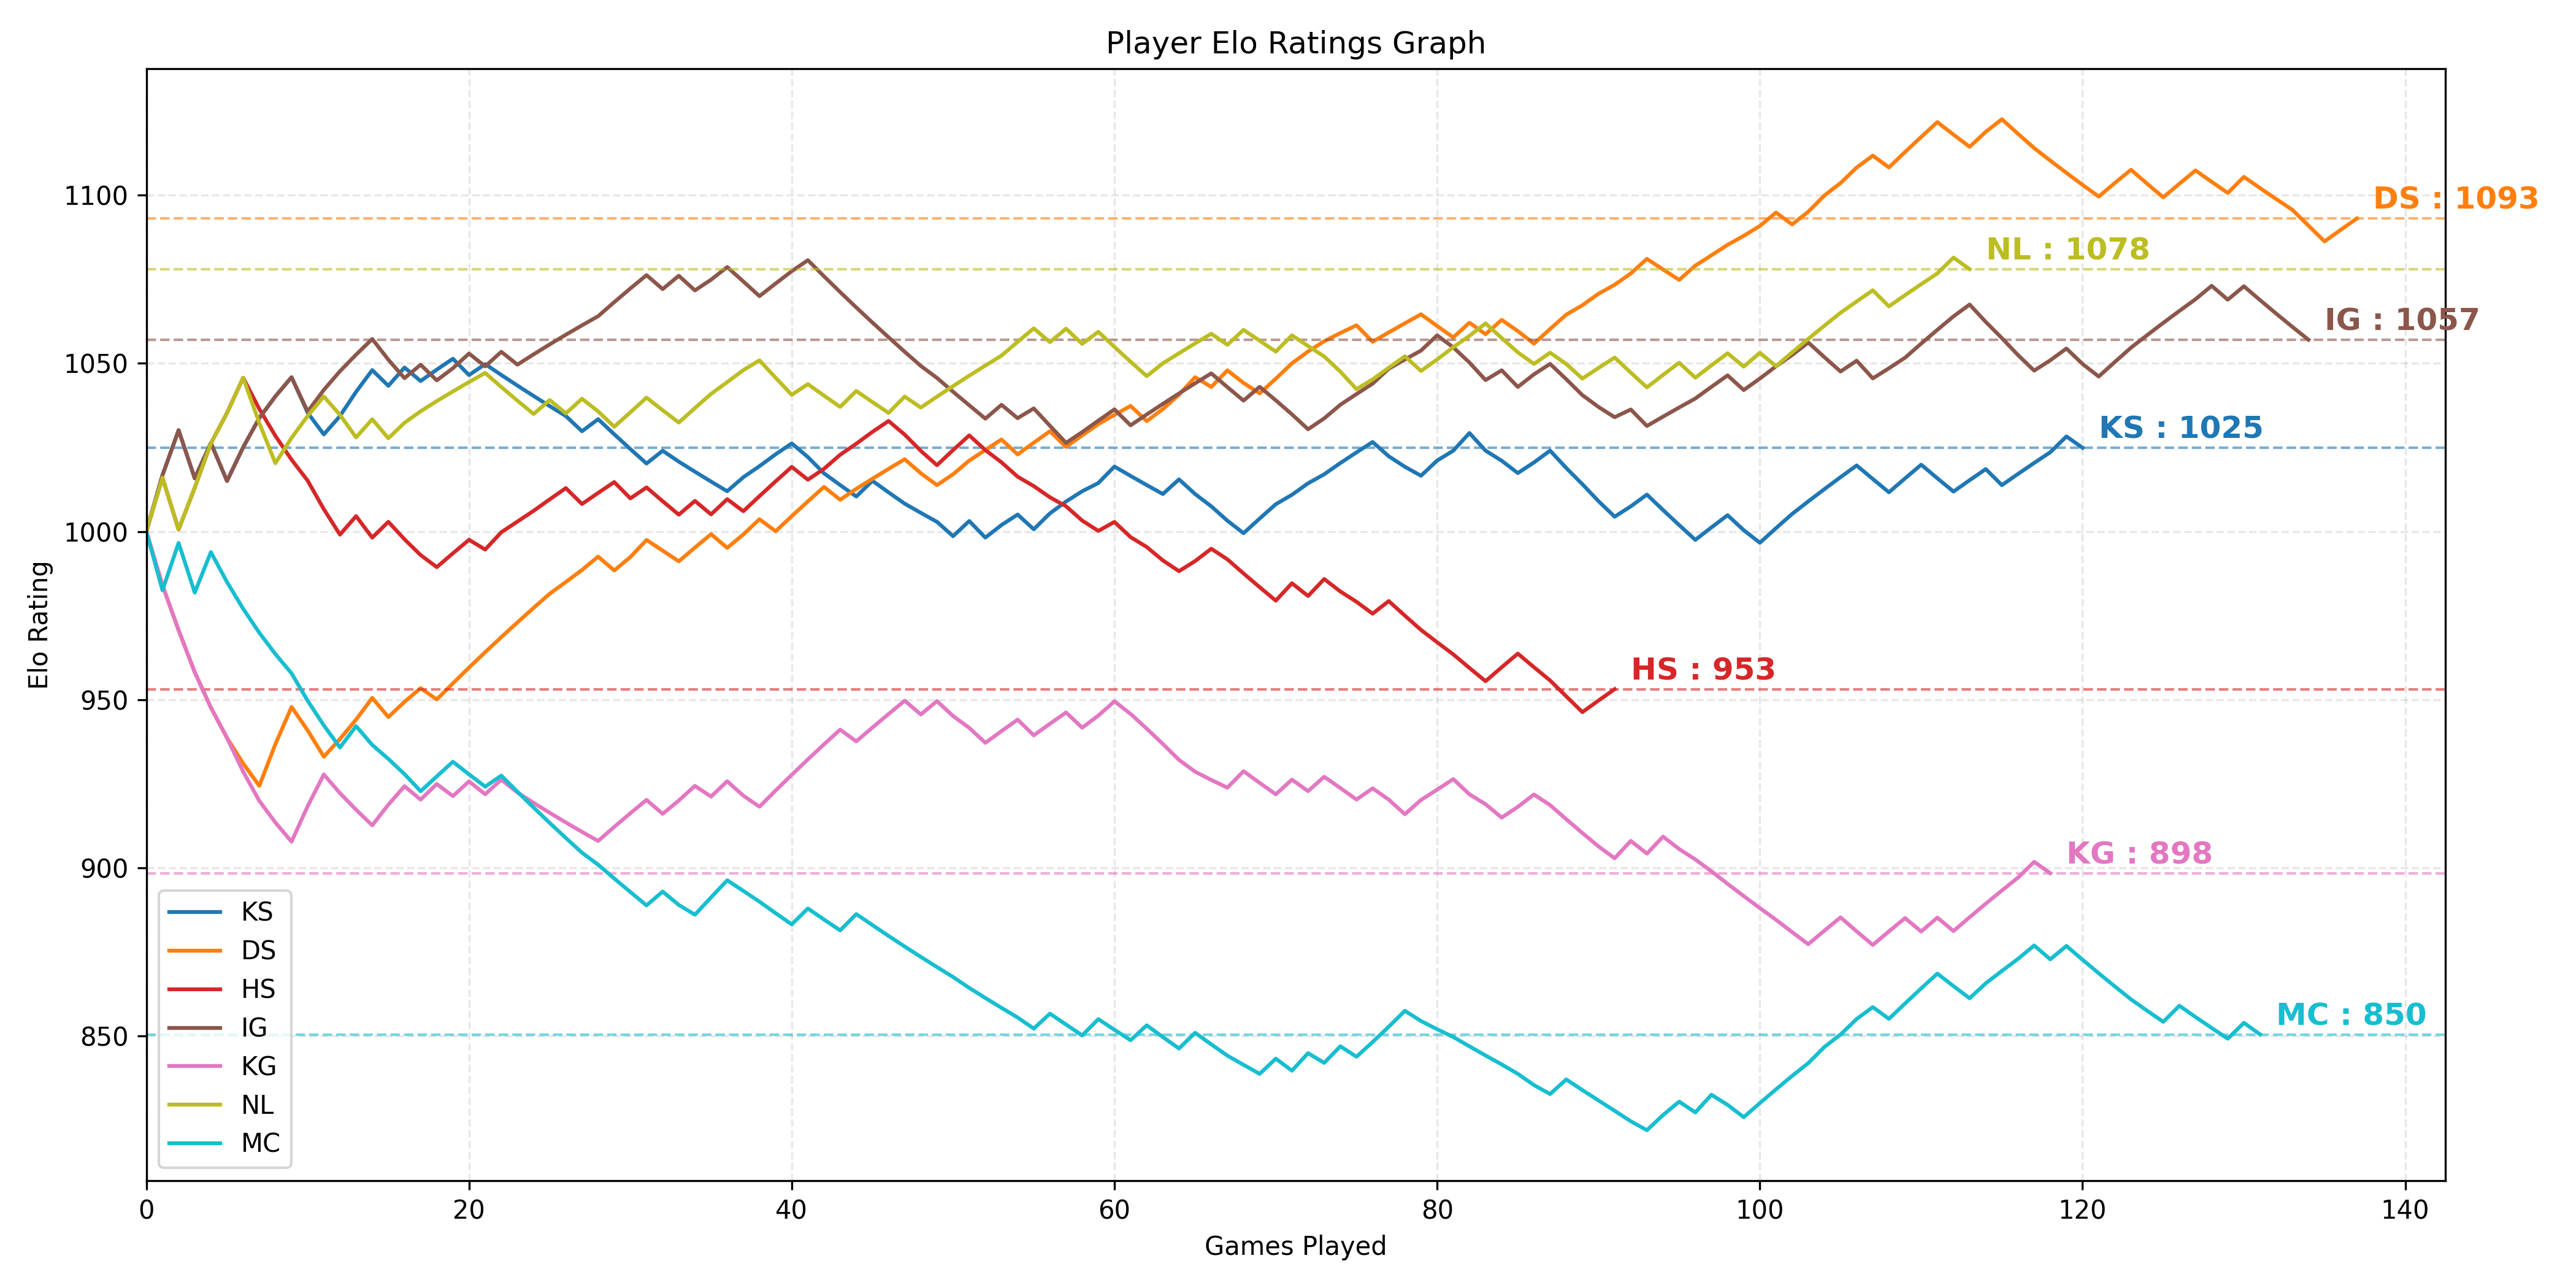 Player Elo Ratings Graph
Elo Rating
1100
1050
1000
950
900
850
DS : 1093
NL : 1078
IG : 1057
KS : 1025
HS : 953
KG : 898
MC : 850
KS
DS
HS
IG
KG
NL
MC
0 20 40 60 80 100 120 140
Games Played